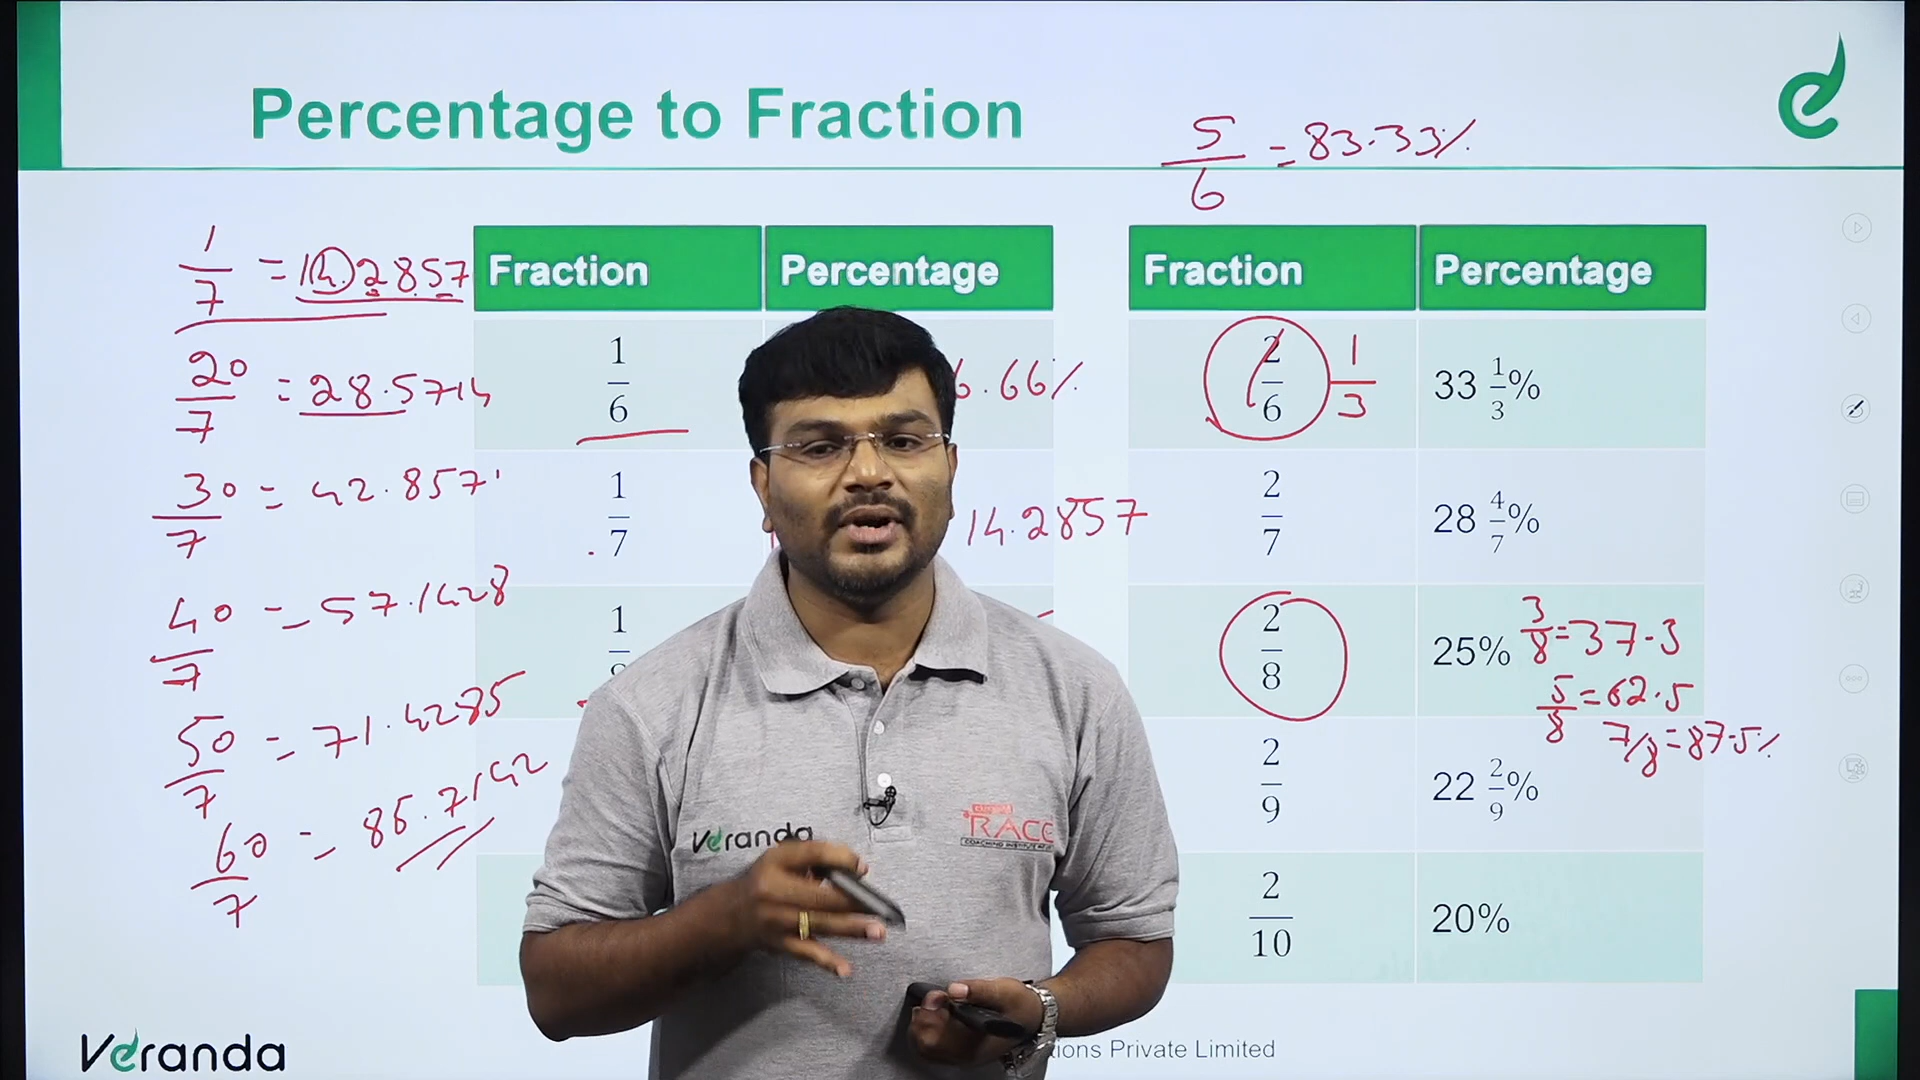 Percentage to Fraction
5/6 = 83.33%
1/7 = 14.2857
20/7 = 28.5714
30/7 = 42.857
40/7 = 57.1428
50/7 = 71.4285
60/7 = 85.7142
Fraction Percentage
1/6 6.66%
1/7 14.2857
1
Fraction Percentage
2/6 1/3 33 1/3%
2/7 28 4/7%
2/8 25% 3/8 = 37.3
5/8 = 62.5
7/8 = 87.5%
2/9 22 2/9%
2/10 20%
Veranda
RACE
COACHING INSTITUTE
Veranda
tions Private Limited